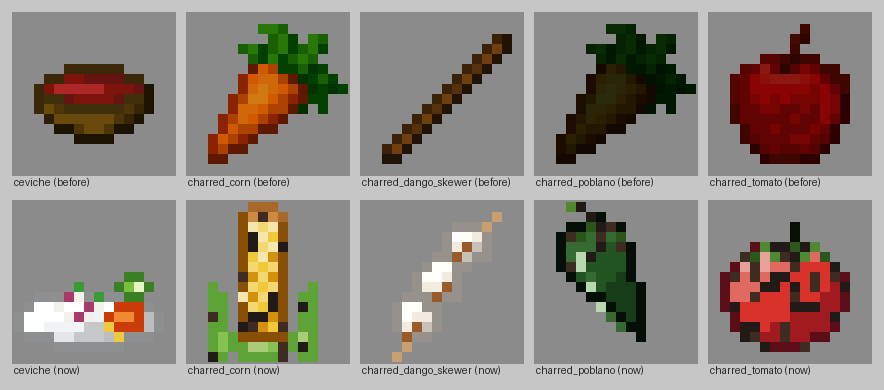 ceviche (before) charred_corn (before) charred_dango_skewer (before) charred_poblano (before) charred_tomato (before)
ceviche (now) charred_corn (now) charred_dango_skewer (now) charred_poblano (now) charred_tomato (now)